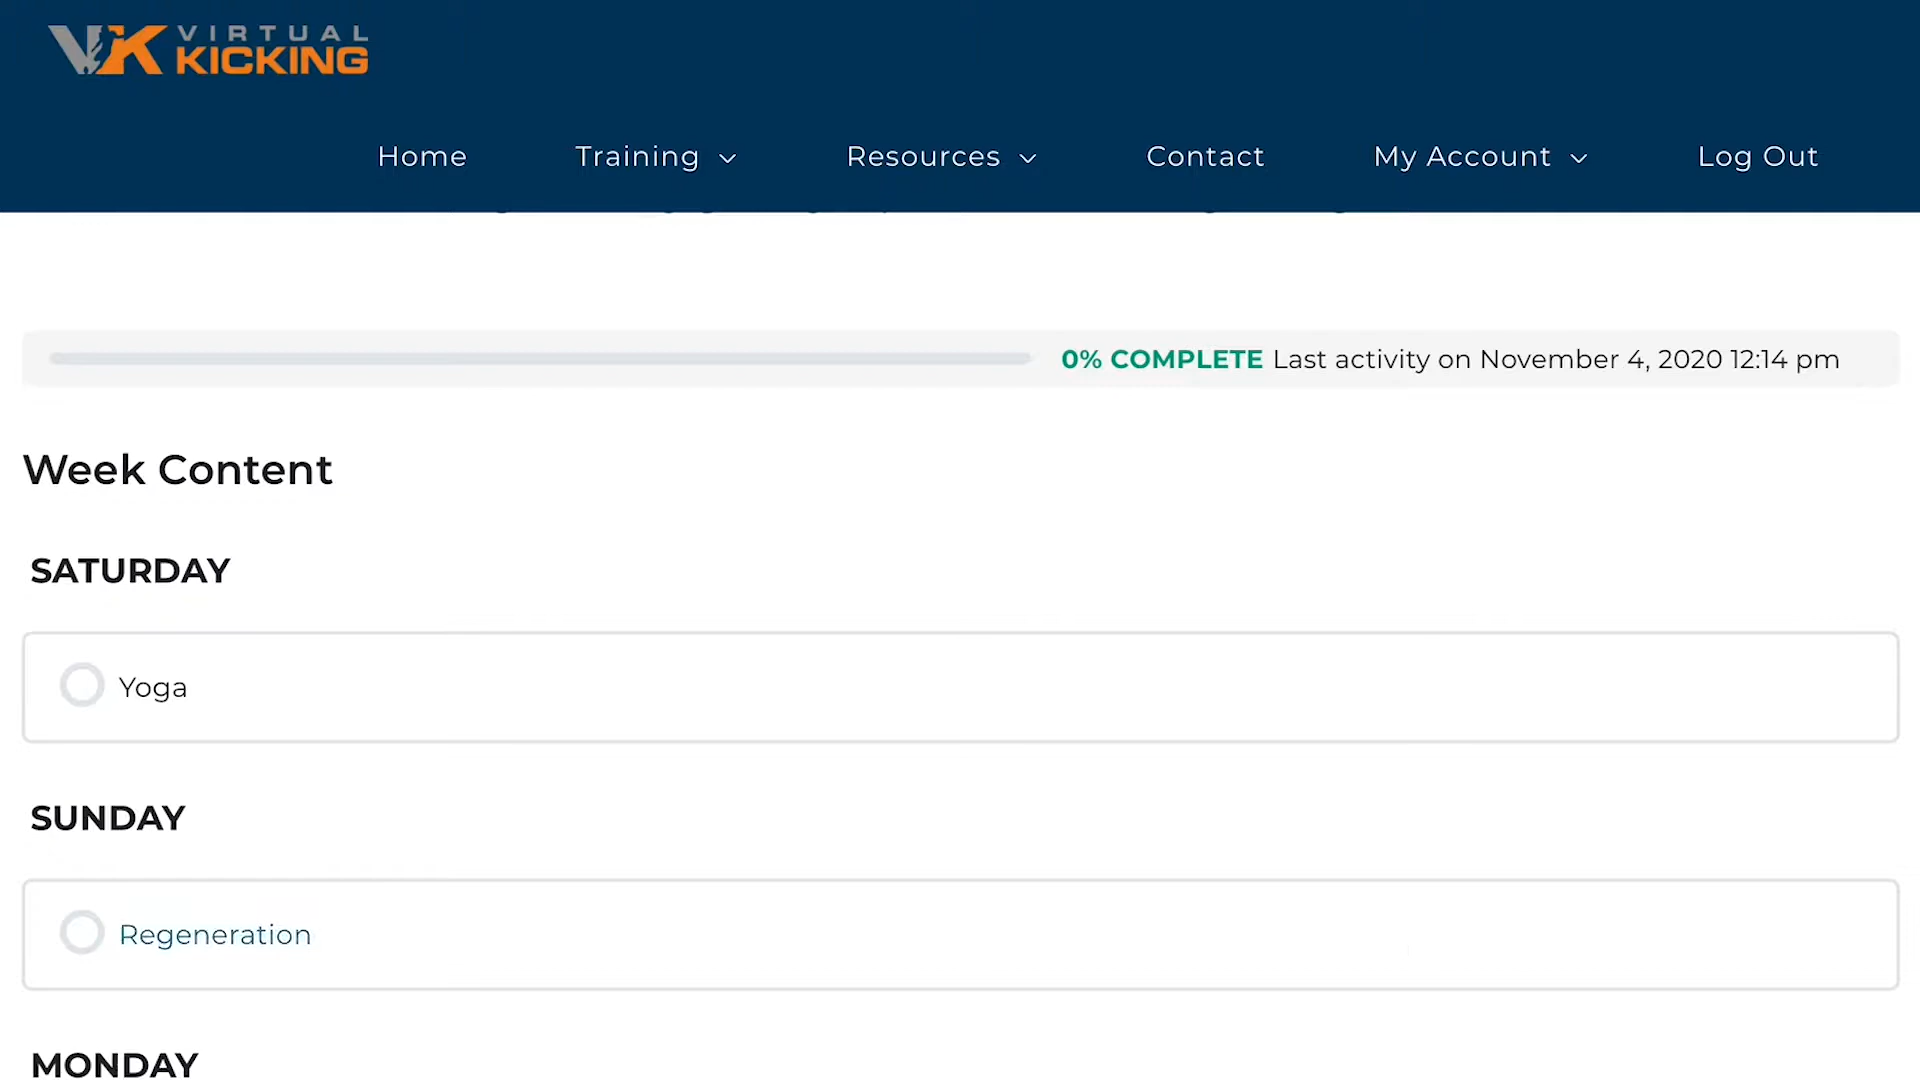 VK VIRTUAL
KICKING
Home Training Resources Contact My Account Log Out
0% COMPLETE Last activity on November 4, 2020 12:14 pm
Week Content
SATURDAY
Yoga
SUNDAY
Regeneration
MONDAY